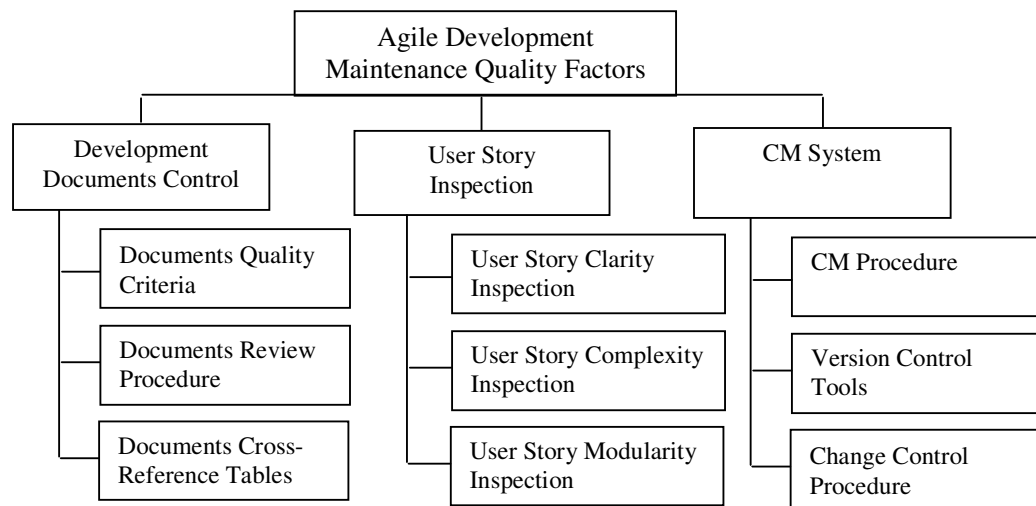 Agile Development
Maintenance Quality Factors
Development
Documents Control
User Story
Inspection
CM System
Documents Quality
Criteria
User Story Clarity
Inspection
CM Procedure
Documents Review
Procedure
User Story Complexity
Inspection
Version Control
Tools
Documents Cross-
Reference Tables
User Story Modularity
Inspection
Change Control
Procedure